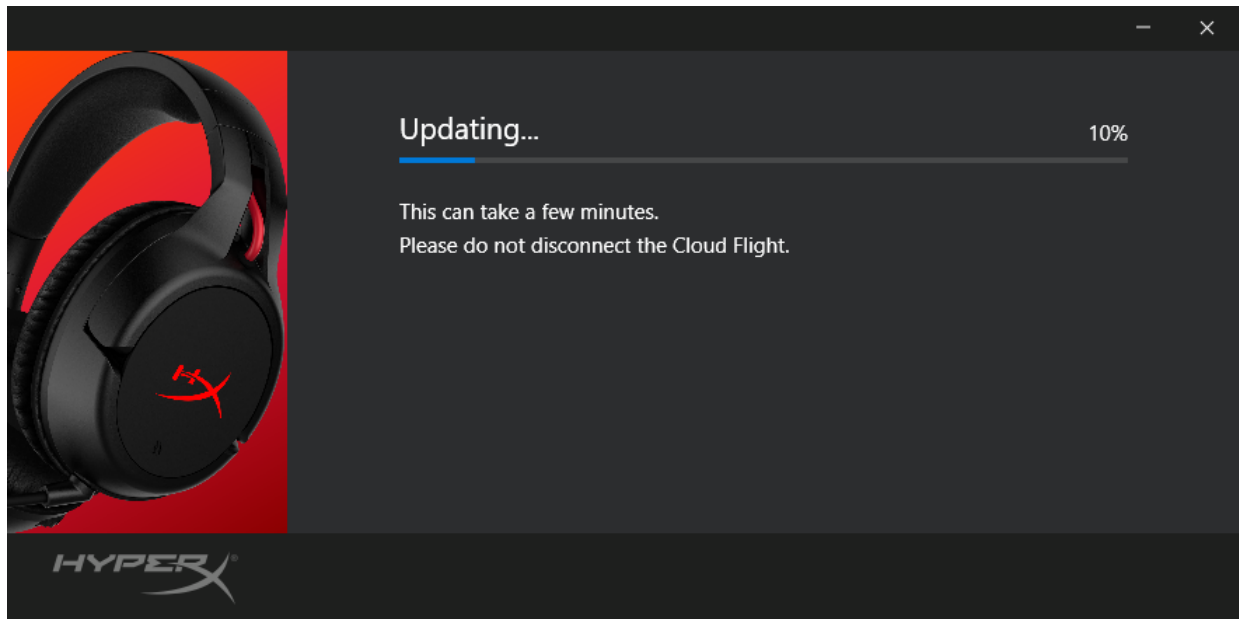 Updating...
10%
This can take a few minutes.
Please do not disconnect the Cloud Flight.
HYPERX®